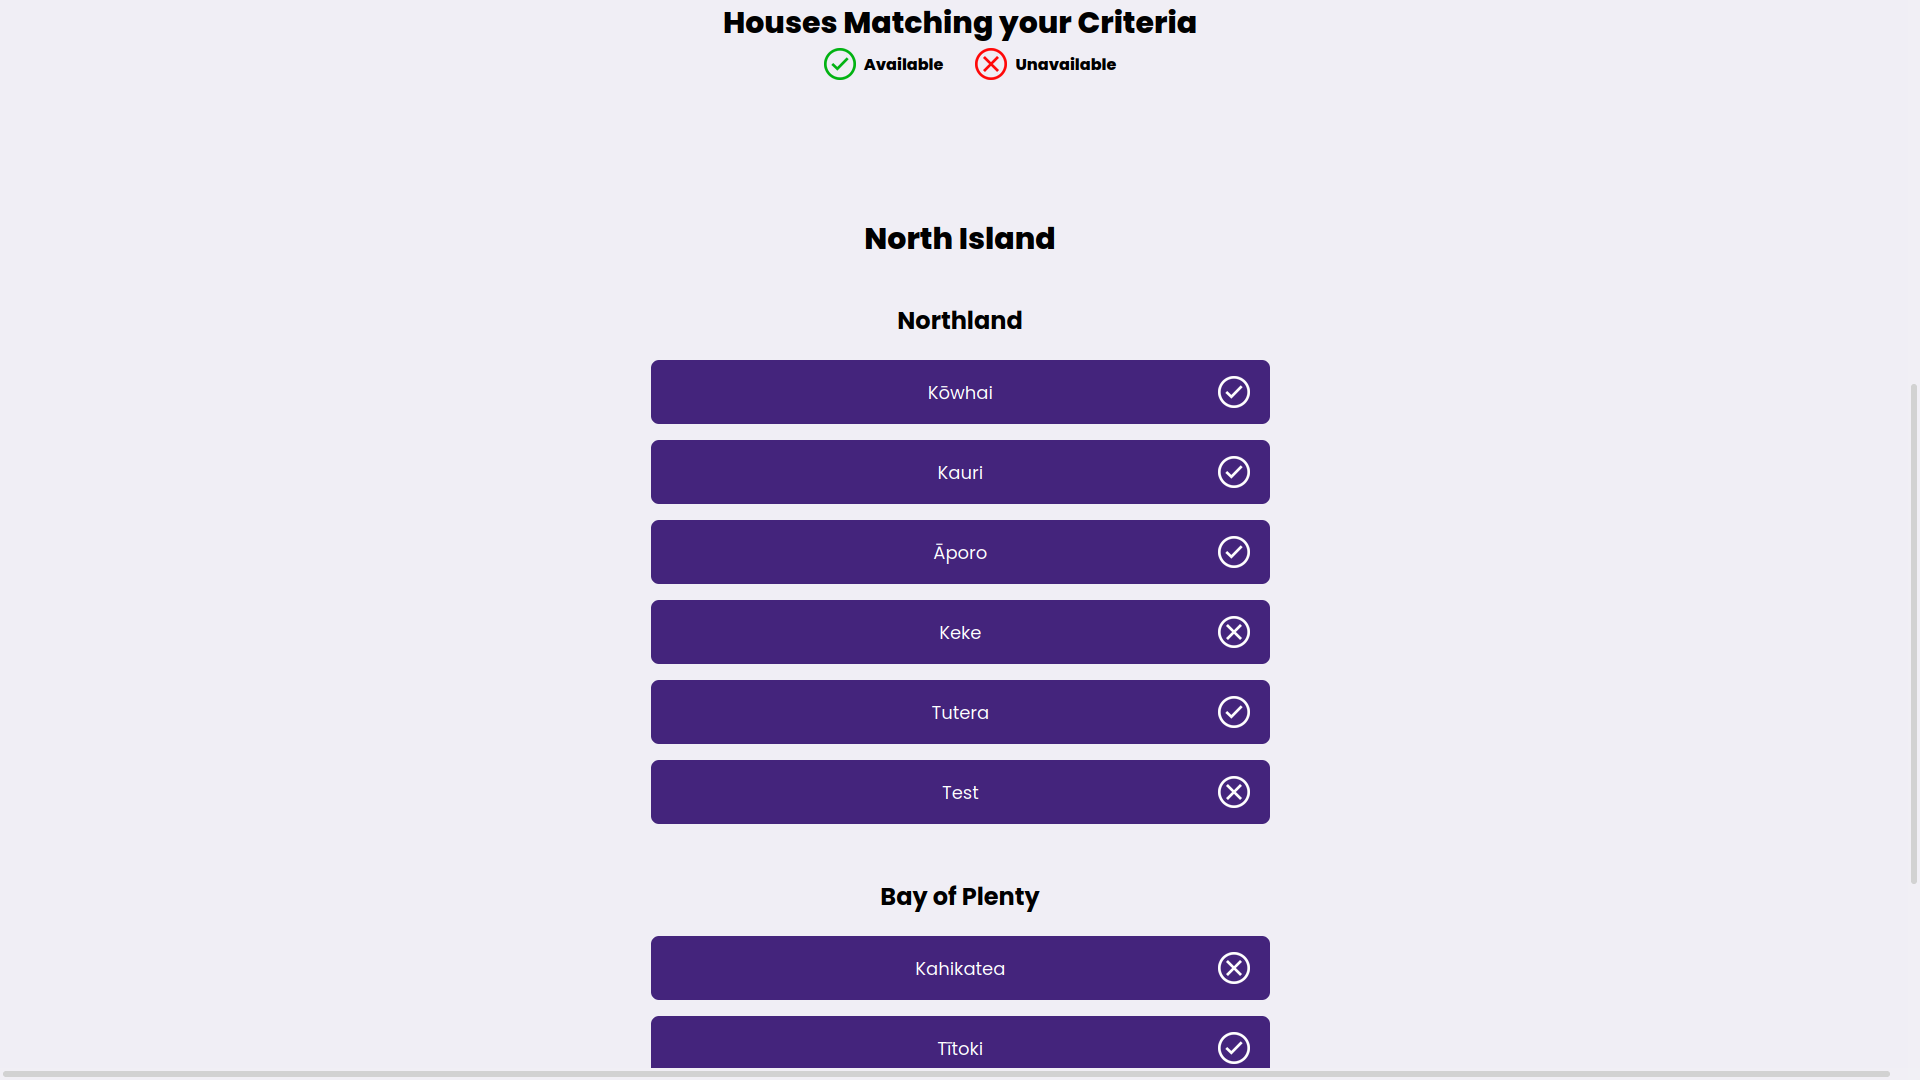 Houses Matching your Criteria
Available Unavailable
North Island
Northland
Kōwhai
Kauri
Āporo
Keke
Tutera
Test
Bay of Plenty
Kahikatea
Tītoki